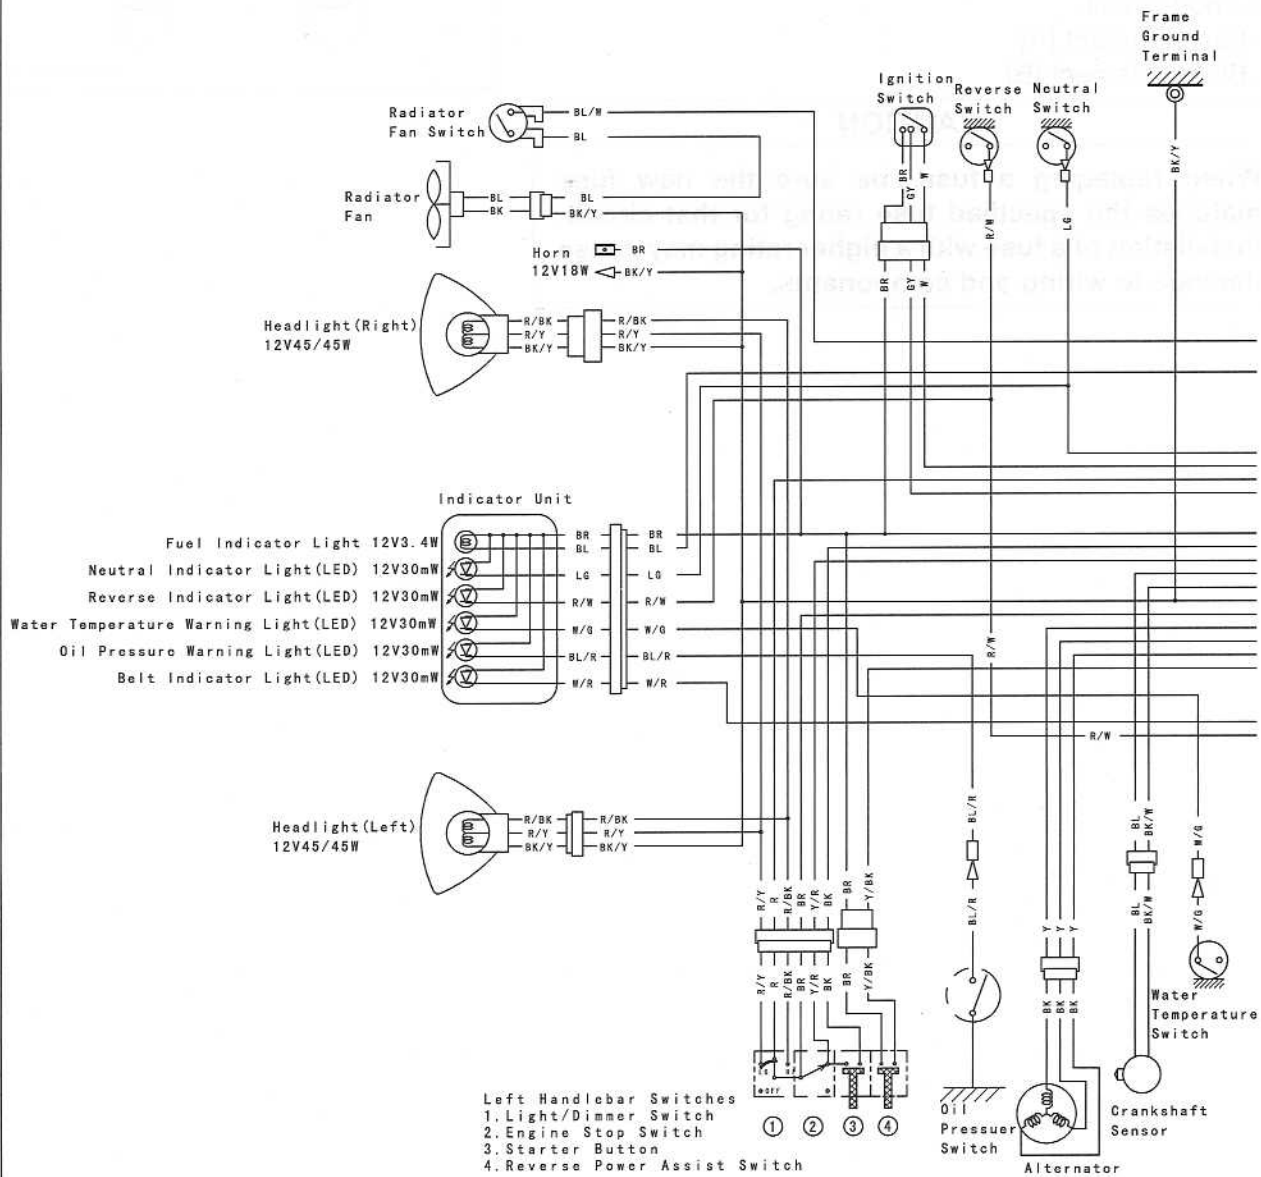 Frame
Ground
Terminal
Ignition
Switch
Reverse
Switch
Neutral
Switch
Radiator
Fan Switch
BL/W
BL
BK/Y
Radiator
Fan
BL
BK
BL
BK/Y
BR
GY
W
R/W
LG
Horn
12V18W
BR
BK/Y
BR
GY
W
Headlight(Right)
12V45/45W
R/BK
R/Y
BK/Y
R/BK
R/Y
BK/Y
Indicator Unit
Fuel Indicator Light 12V3.4W
BR
BL
BR
BL
Neutral Indicator Light(LED) 12V30mW
LG
LG
Reverse Indicator Light(LED) 12V30mW
R/W
R/W
Water Temperature Warning Light(LED) 12V30mW
W/G
W/G
Oil Pressure Warning Light(LED) 12V30mW
BL/R
BL/R
R/W
Belt Indicator Light(LED) 12V30mW
W/R
W/R
R/W
Headlight(Left)
12V45/45W
R/BK
R/Y
BK/Y
R/BK
R/Y
BK/Y
BL/R
BL
BK/W
W/G
R/Y
R
R/BK
BR
Y/R
BK
BR
Y/BK
BL/R
Y
Y
Y
BL
BK/W
W/G
R/Y
R
R/BK
BR
Y/R
BK
BR
Y/BK
BK
BK
BK
Water
Temperature
Switch
OFF
Left Handlebar Switches
1.Light/Dimmer Switch
2.Engine Stop Switch
3.Starter Button
4.Reverse Power Assist Switch
1
2
3
4
Oil
Pressuer
Switch
Alternator
Crankshaft
Sensor